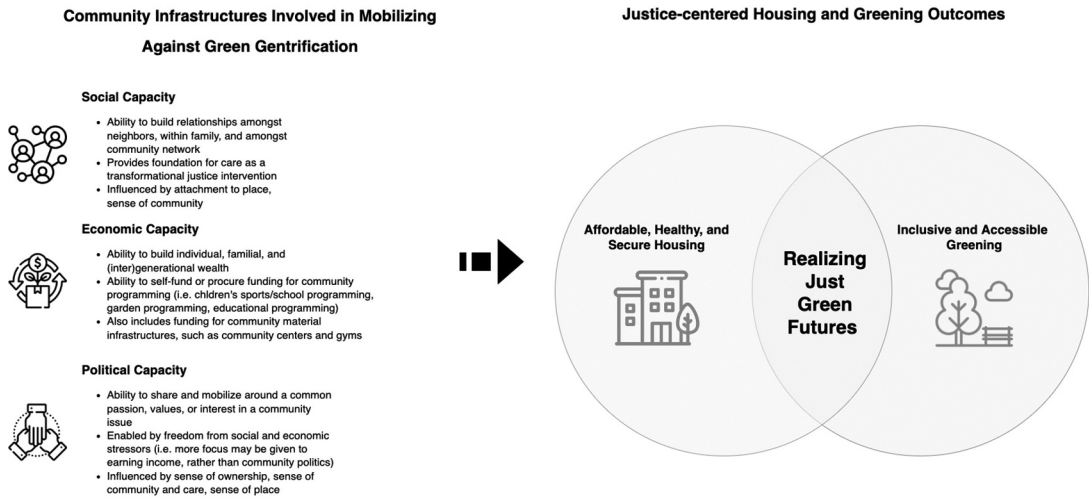 Community Infrastructures Involved in Mobilizing
Against Green Gentrification
Social Capacity
• Ability to build relationships amongst
neighbors, within family, and amongst
community network
• Provides foundation for care as a
transformational justice intervention
• Influenced by attachment to place,
sense of community
Economic Capacity
• Ability to build individual, familial, and
(inter)generational wealth
• Ability to self-fund or procure funding for community
programming (i.e. chldren's sports/school programming,
garden programming, educational programming)
• Also includes funding for community material
infrastructures, such as community centers and gyms
Political Capacity
• Ability to share and mobilize around a common
passion, values, or interest in a community
issue
• Enabled by freedom from social and economic
stressors (i.e. more focus may be given to
earning income, rather than community politics)
• Influenced by sense of ownership, sense of
community and care, sense of place
Justice-centered Housing and Greening Outcomes
Affordable, Healthy, and
Secure Housing
Realizing
Just
Green
Futures
Inclusive and Accessible
Greening